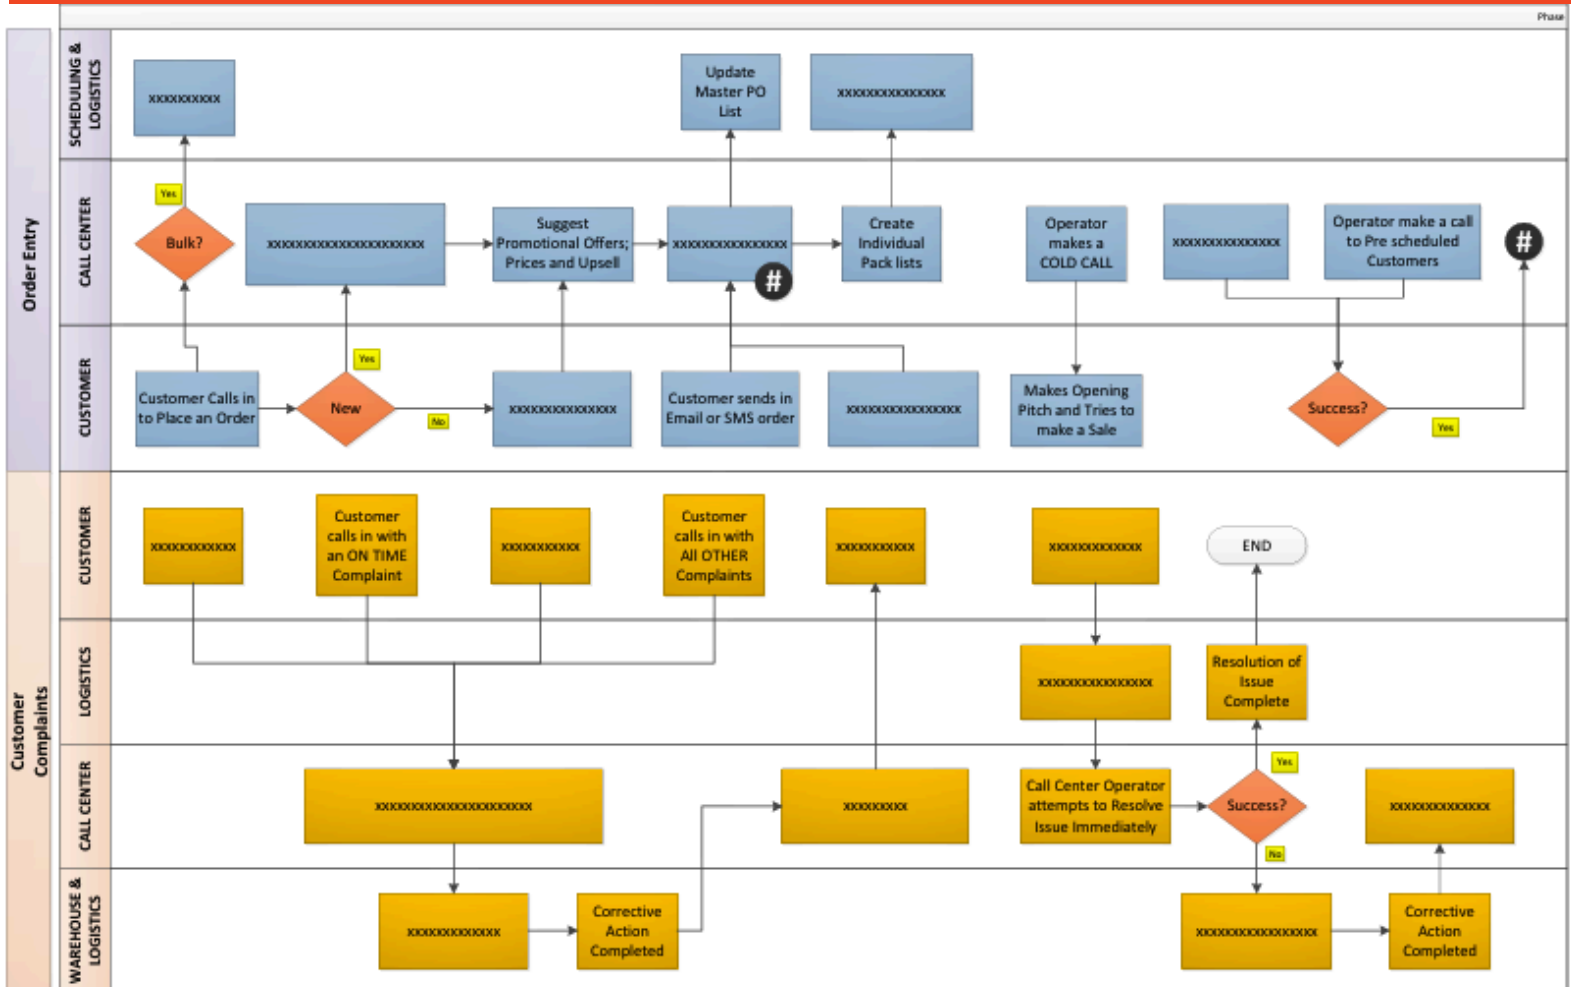 Phase
Order Entry
SCHEDULING &
LOGISTICS
xxxxxxxxxx
Update
Master PO
List
xxxxxxxxxxxxxxx
CALL CENTER
Yes
Bulk?
xxxxxxxxxxxxxxxxxxxxxx
Suggest
Promotional Offers;
Prices and Upsell
xxxxxxxxxxxxxxxx
#
Create
Individual
Pack lists
Operator
makes a
COLD CALL
xxxxxxxxxxxxxxx
Operator make a call
to Pre scheduled
Customers
#
CUSTOMER
Customer Calls in
to Place an Order
Yes
New
No
xxxxxxxxxxxxxxx
Customer sends in
Email or SMS order
xxxxxxxxxxxxxxxx
Makes Opening
Pitch and Tries to
make a Sale
Success?
Yes
Customer
Complaints
CUSTOMER
xxxxxxxxxxxx
Customer
calls in with
an ON TIME
Complaint
xxxxxxxxxxx
Customer
calls in with
All OTHER
Complaints
xxxxxxxxxxx
xxxxxxxxxxxxx
END
LOGISTICS
xxxxxxxxxxxxxxxx
Resolution of
Issue
Complete
CALL CENTER
xxxxxxxxxxxxxxxxxxxxxx
xxxxxxxxx
Call Center Operator
attempts to Resolve
Issue Immediately
Yes
Success?
No
xxxxxxxxxxxxxx
WAREHOUSE &
LOGISTICS
xxxxxxxxxxxxx
Corrective
Action
Completed
xxxxxxxxxxxxxxxxx
Corrective
Action
Completed